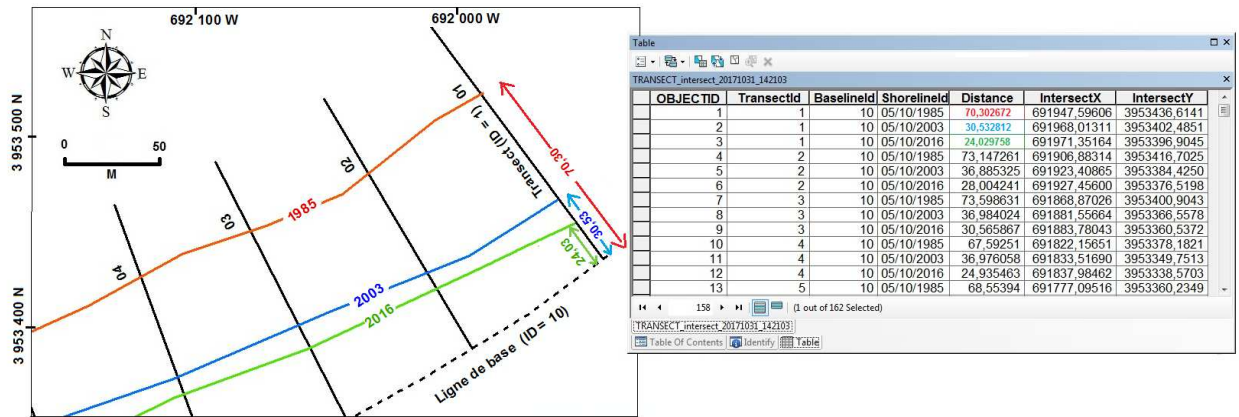 692 100 W
692 000 W
N
W E
S
0 50
M
3 953 500 N
3 953 400 N
01
02
03
04
Transect (ID = 1)
1985
2003
2016
70,30
30,53
24,03
Ligne de base (ID = 10)
Table
TRANSECT_intersect_20171031_142103
OBJECTID TransectId BaselineId ShorelineId Distance IntersectX IntersectY
1 1 10 05/10/1985 70,302672 691947,59606 3953436,6141
2 1 10 05/10/2003 30,532812 691968,01311 3953402,4851
3 1 10 05/10/2016 24,029758 691971,35164 3953396,9045
4 2 10 05/10/1985 73,147261 691906,88314 3953416,7025
5 2 10 05/10/2003 36,885325 691923,40865 3953384,4250
6 2 10 05/10/2016 28,004241 691927,45600 3953376,5198
7 3 10 05/10/1985 73,598631 691868,87026 3953400,9043
8 3 10 05/10/2003 36,984024 691881,55664 3953366,5578
9 3 10 05/10/2016 30,565867 691883,78043 3953360,5372
10 4 10 05/10/1985 67,59251 691822,15651 3953378,1821
11 4 10 05/10/2003 36,976058 691833,51690 3953349,7513
12 4 10 05/10/2016 24,935463 691837,98462 3953338,5703
13 5 10 05/10/1985 68,55394 691777,09516 3953360,2349
158 (1 out of 162 Selected)
TRANSECT_intersect_20171031_142103
Table Of Contents Identify Table